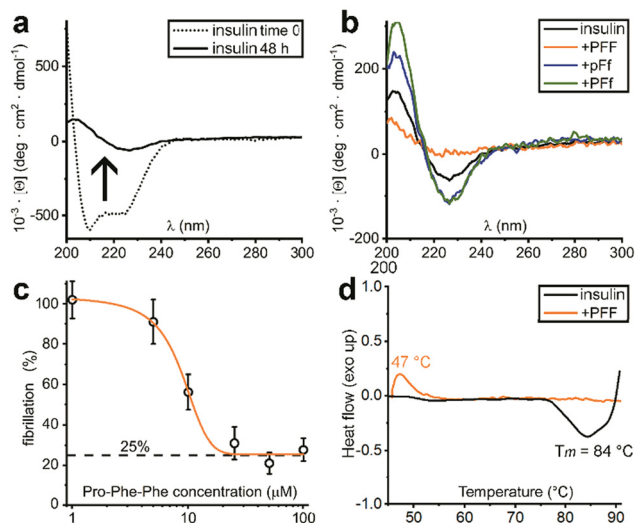 a
insulin time 0
insulin 48 h
10⁻³ · [Θ] (deg · cm² · dmol⁻¹)
500
0
-500
λ (nm)
200 220 240 260 280 300
b
insulin
+PFF
+pFf
+PFf
10⁻³ · [Θ] (deg · cm² · dmol⁻¹)
200
0
-200
λ (nm)
200 220 240 260 280 300
200
c
fibrillation (%)
100
80
60
40
20
0
25%
Pro-Phe-Phe concentration (μM)
1 10 100
d
insulin
+PFF
Heat flow (exo up)
1.0
0.5
0.0
-0.5
-1.0
47 °C
Tm = 84 °C
Temperature (°C)
50 60 70 80 90